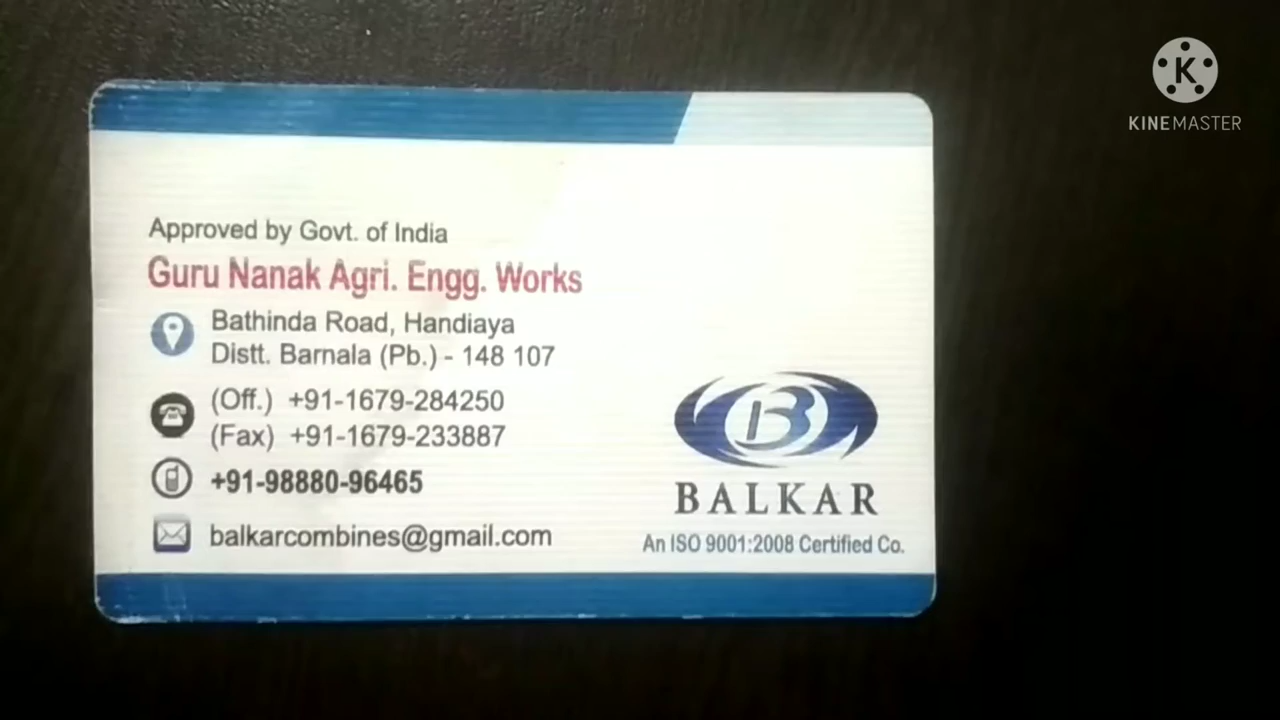 KINEMASTER
Approved by Govt. of India
Guru Nanak Agri. Engg. Works
Bathinda Road, Handiaya
Distt. Barnala (Pb.) - 148 107
(Off.) +91-1679-284250
(Fax) +91-1679-233887
+91-98880-96465
balkarcombines@gmail.com
B
BALKAR
An ISO 9001:2008 Certified Co.